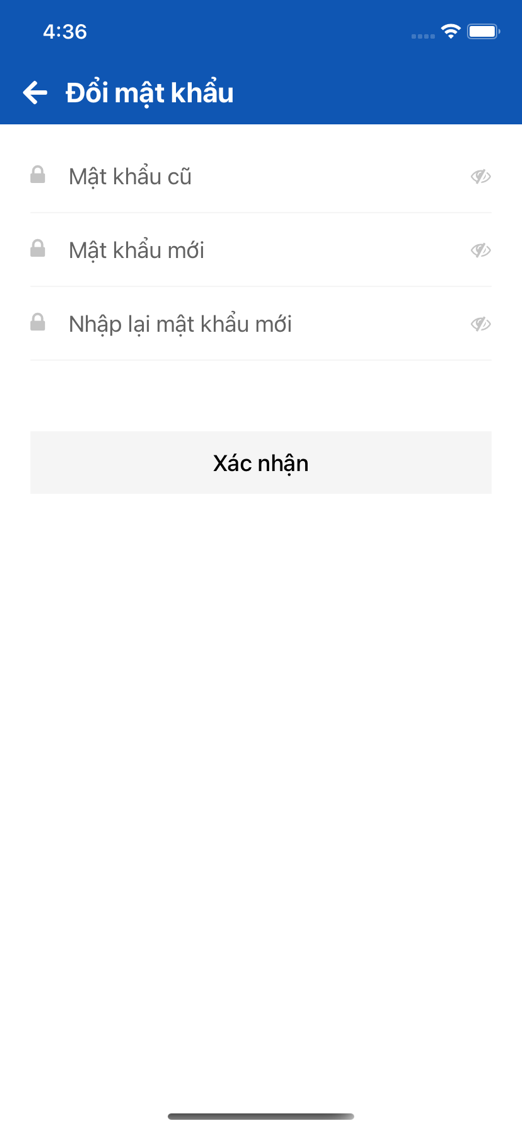 4:36
Đổi mật khẩu
Mật khẩu cũ
Mật khẩu mới
Nhập lại mật khẩu mới
Xác nhận